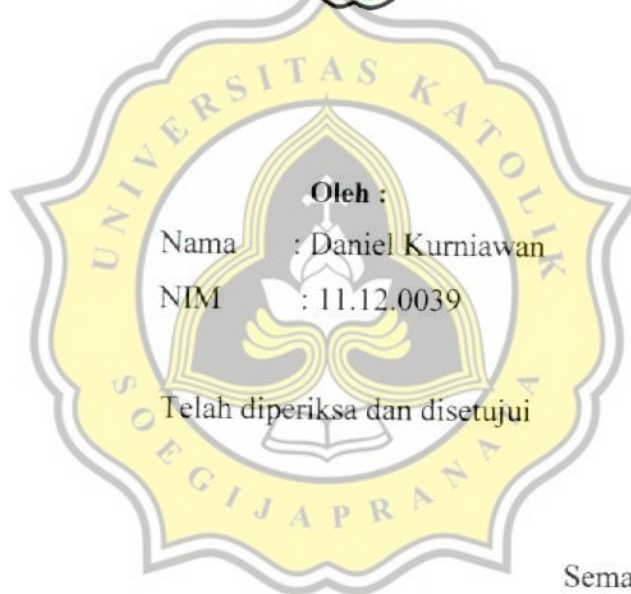 UNIVERSITAS KATOLIK
Oleh :
Nama : Daniel Kurniawan
NIM : 11.12.0039
Telah diperiksa dan disetujui
SOEGIJAPRANATA
Sema